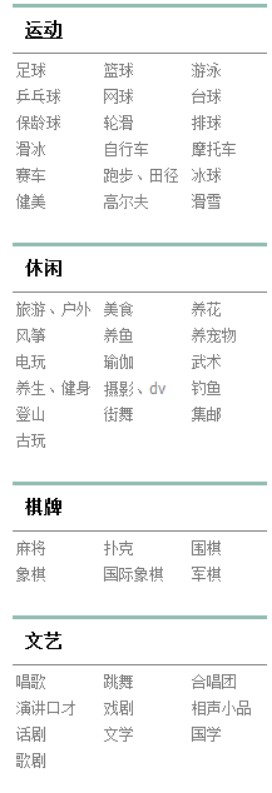 运动
足球 篮球 游泳
乒乓球 网球 台球
保龄球 轮滑 排球
滑冰 自行车 摩托车
赛车 跑步、田径 冰球
健美 高尔夫 滑雪
休闲
旅游、户外 美食 养花
风筝 养鱼 养宠物
电玩 瑜伽 武术
养生、健身 摄影、dv 钓鱼
登山 街舞 集邮
古玩
棋牌
麻将 扑克 围棋
象棋 国际象棋 军棋
文艺
唱歌 跳舞 合唱团
演讲口才 戏剧 相声小品
话剧 文学 国学
歌剧